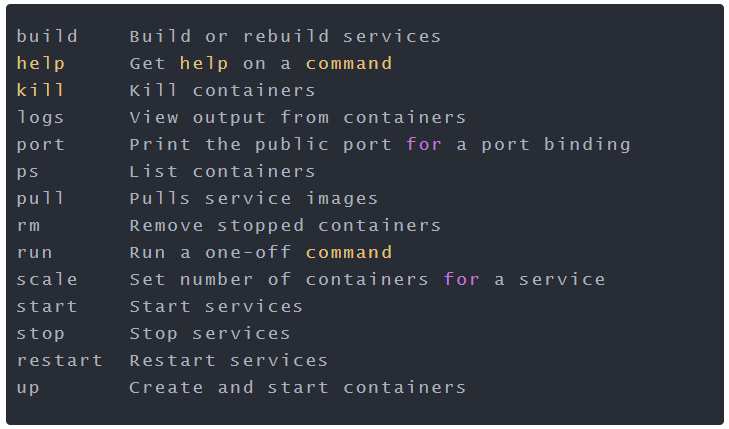 build Build or rebuild services
help Get help on a command
kill Kill containers
logs View output from containers
port Print the public port for a port binding
ps List containers
pull Pulls service images
rm Remove stopped containers
run Run a one-off command
scale Set number of containers for a service
start Start services
stop Stop services
restart Restart services
up Create and start containers